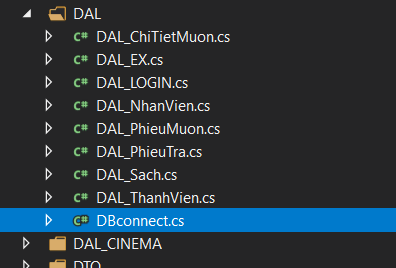 DAL
C# DAL_ChiTietMuon.cs
C# DAL_EX.cs
C# DAL_LOGIN.cs
C# DAL_NhanVien.cs
C# DAL_PhieuMuon.cs
C# DAL_PhieuTra.cs
C# DAL_Sach.cs
C# DAL_ThanhVien.cs
C# DBconnect.cs
DAL_CINEMA
DTO